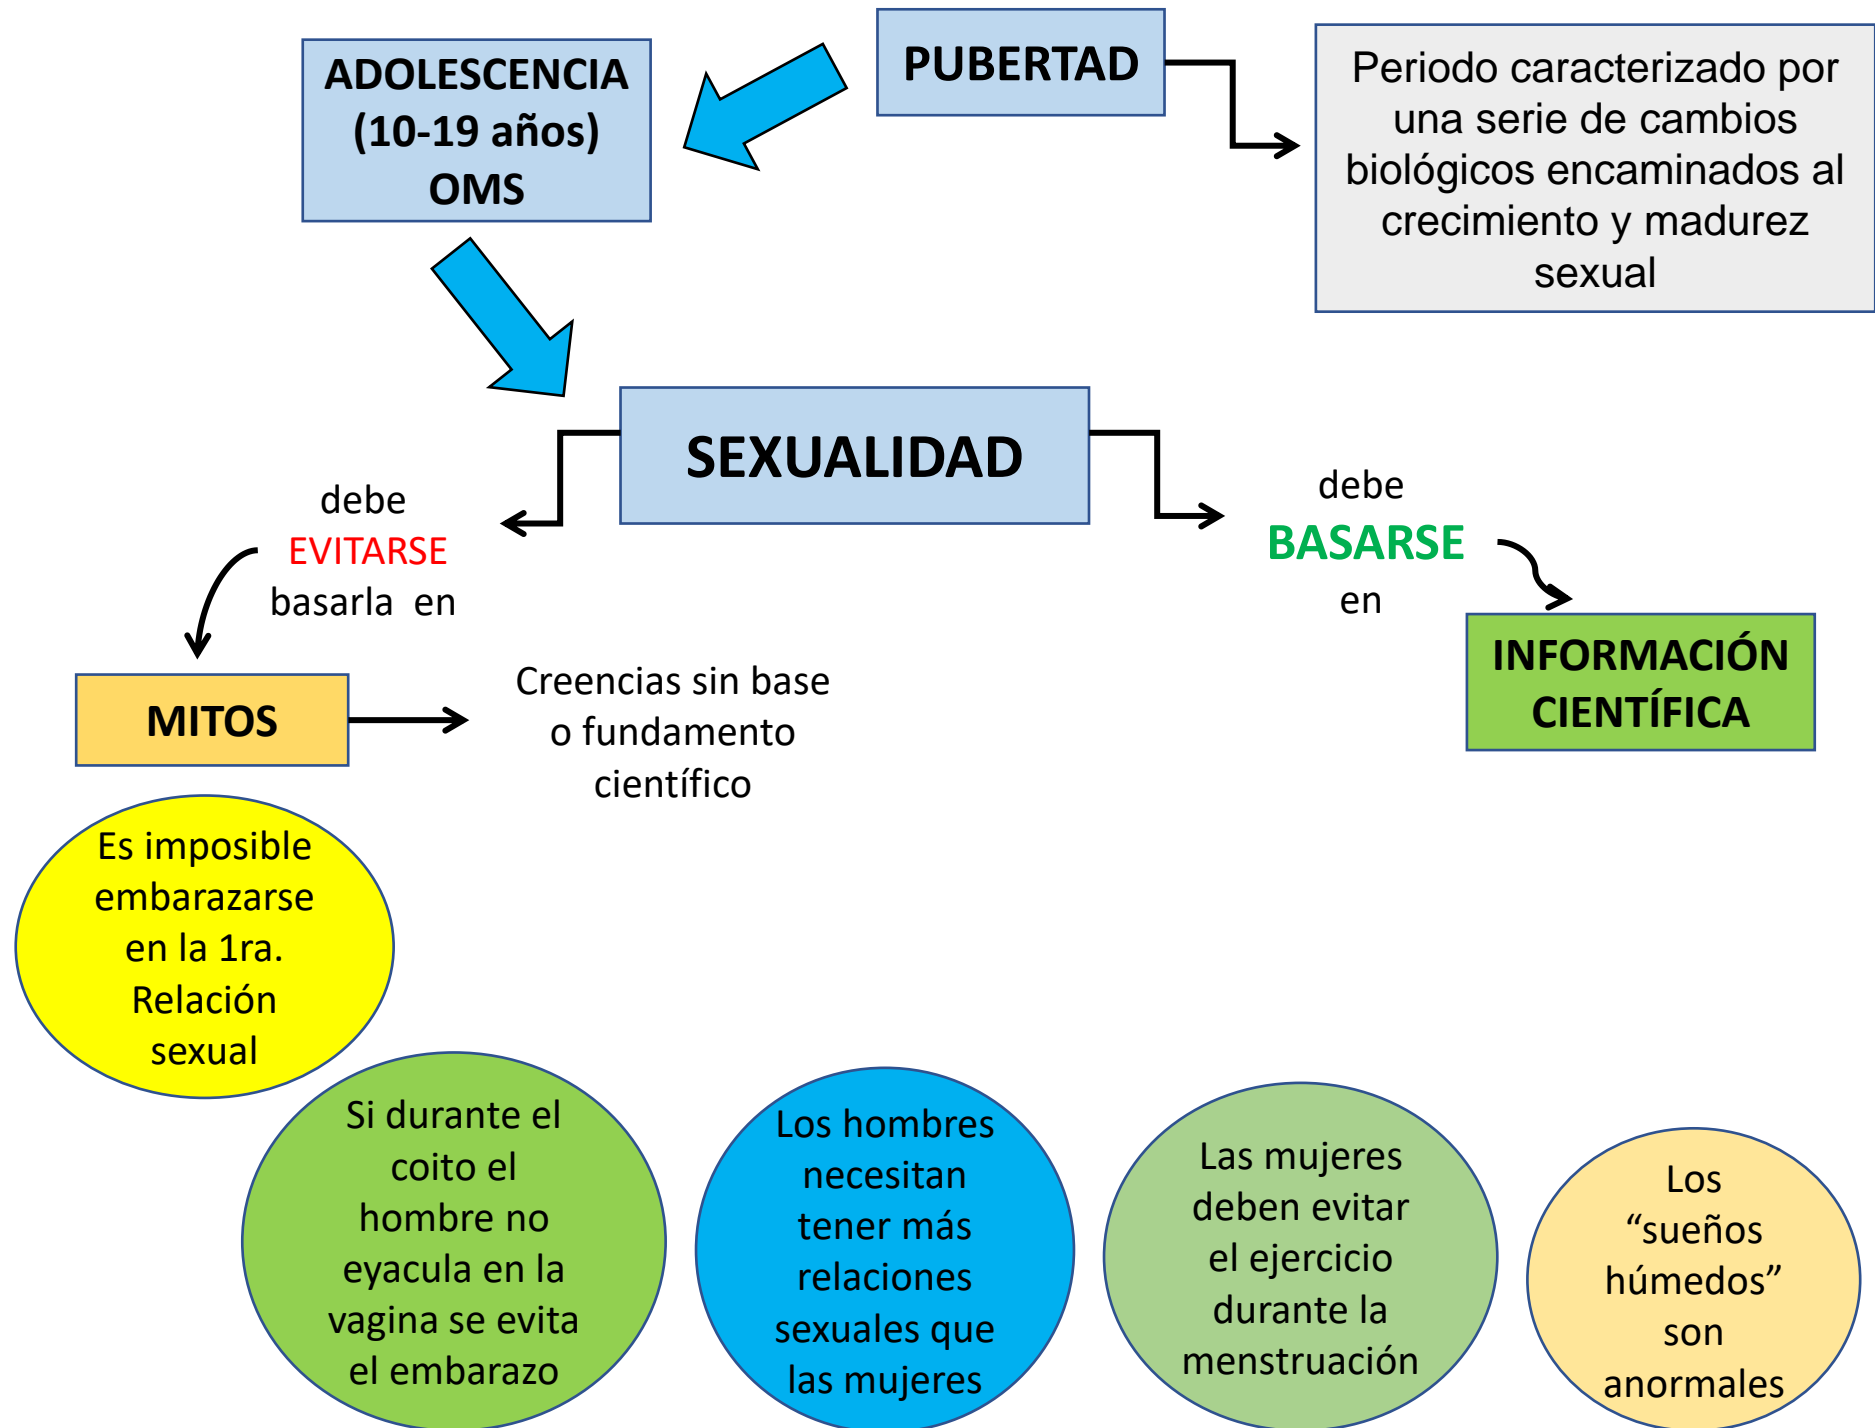 PUBERTAD
Periodo caracterizado por
una serie de cambios
biológicos encaminados al
crecimiento y madurez
sexual
ADOLESCENCIA
(10-19 años)
OMS
SEXUALIDAD
debe
EVITARSE
basarla en
debe
BASARSE
en
MITOS
Creencias sin base
o fundamento
científico
INFORMACIÓN
CIENTÍFICA
Es imposible
embarazarse
en la 1ra.
Relación
sexual
Si durante el
coito el
hombre no
eyacula en la
vagina se evita
el embarazo
Los hombres
necesitan
tener más
relaciones
sexuales que
las mujeres
Las mujeres
deben evitar
el ejercicio
durante la
menstruación
Los
“sueños
húmedos”
son
anormales